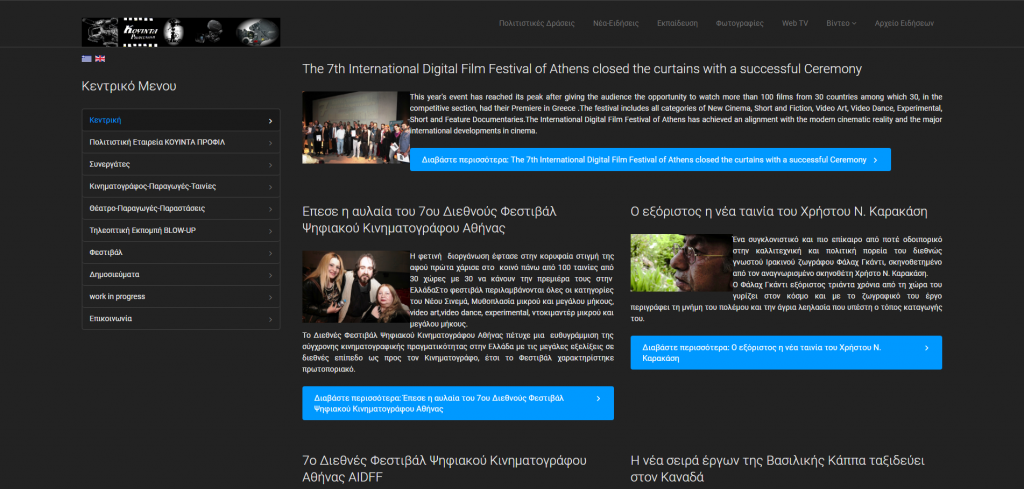 ΚΟΥΙΝΤΑ
Πολιτιστικές Δράσεις
Νέα-Ειδήσεις
Εκπαίδευση
Φωτογραφίες
Web TV
Βίντεο
Αρχείο Ειδήσεων
Κεντρικό Μενου
Κεντρική
Πολιτιστική Εταιρεία ΚΟΥΙΝΤΑ ΠΡΟΦΙΛ
Συνεργάτες
Κινηματογράφος-Παραγωγές-Ταινίες
Θέατρο-Παραγωγές-Παραστάσεις
Τηλεοπτική Εκπομπή BLOW-UP
Φεστιβάλ
Δημοσιεύματα
work in progress
Επικοινωνία
The 7th International Digital Film Festival of Athens closed the curtains with a successful Ceremony
This year's event has reached its peak after giving the audience the opportunity to watch more than 100 films from 30 countries among which 30, in the
competitive section, had their Premiere in Greece .The festival includes all categories of New Cinema, Short and Fiction, Video Art, Video Dance, Experimental,
Short and Feature Documentaries.The International Digital Film Festival of Athens has achieved an alignment with the modern cinematic reality and the major
international developments in cinema.
Διαβάστε περισσότερα: The 7th International Digital Film Festival of Athens closed the curtains with a successful Ceremony
Επεσε η αυλαία του 7ου Διεθνούς Φεστιβάλ
Ψηφιακού Κινηματογράφου Αθήνας
Η φετινή διοργάνωση έφτασε στην κορυφαία στιγμή της
αφού πρώτα χάρισε στο κοινό πάνω από 100 ταινίες από
30 χώρες με 30 να κάνουν την πρεμιέρα τους στην
ΕλλάδαΣτο φεστιβάλ περιλαμβάνονται όλες οι κατηγορίες
του Νέου Σινεμά, Μυθοπλασία μικρού και μεγάλου μήκους,
video art,video dance, experimental, ντοκιμαντέρ μικρού και
μεγάλου μήκους.
Το Διεθνές Φεστιβάλ Ψηφιακού Κινηματογράφου Αθήνας πέτυχε μια ευθυγράμμιση της
σύγχρονης κινηματογραφικής πραγματικότητας στην Ελλάδα με τις μεγάλες εξελίξεις σε
διεθνές επίπεδο ως προς τον Κινηματογράφο, έτσι το Φεστιβάλ χαρακτηρίστηκε
πρωτοποριακό.
Διαβάστε περισσότερα: Έπεσε η αυλαία του 7ου Διεθνούς Φεστιβάλ
Ψηφιακού Κινηματογράφου Αθήνας
Ο εξόριστος η νέα ταινία του Χρήστου Ν. Καρακάση
Ένα συγκλονιστικό και πιο επίκαιρο από ποτέ οδοιπορικό
στην καλλιτεχνική και πολιτική πορεία του διεθνώς
γνωστού Ιρακινού ζωγράφου Φάλαχ Γκάντι, σκηνοθετημένο
από τον αναγνωρισμένο σκηνοθέτη Χρήστο Ν. Καρακάση.
Ο Φάλαχ Γκάντι εξόριστος τριάντα χρόνια από τη χώρα του
γυρίζει στον κόσμο και με το ζωγραφικό του έργο
περιγράφει τη μνήμη του πολέμου και την άγρια λεηλασία που υπέστη ο τόπος καταγωγής
του.
Διαβάστε περισσότερα: Ο εξόριστος η νέα ταινία του Χρήστου Ν.
Καρακάση
7ο Διεθνές Φεστιβάλ Ψηφιακού Κινηματογράφου
Αθήνας AIDFF
Η νέα σειρά έργων της Βασιλικής Κάππα ταξιδεύει
στον Καναδά